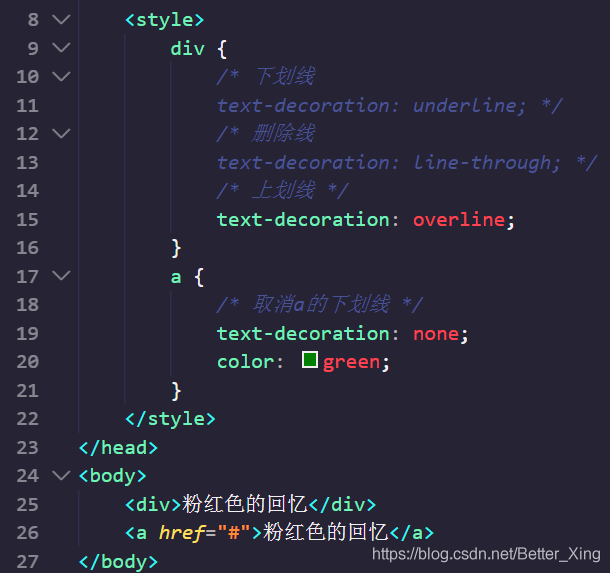 8 <style>
9 div {
10 /* 下划线
11 text-decoration: underline; */
12 /* 删除线
13 text-decoration: line-through; */
14 /* 上划线 */
15 text-decoration: overline;
16 }
17 a {
18 /* 取消a的下划线 */
19 text-decoration: none;
20 color: green;
21 }
22 </style>
23 </head>
24 <body>
25 <div>粉红色的回忆</div>
26 <a href="#">粉红色的回忆</a>
27 </body>
https://blog.csdn.net/Better_Xing